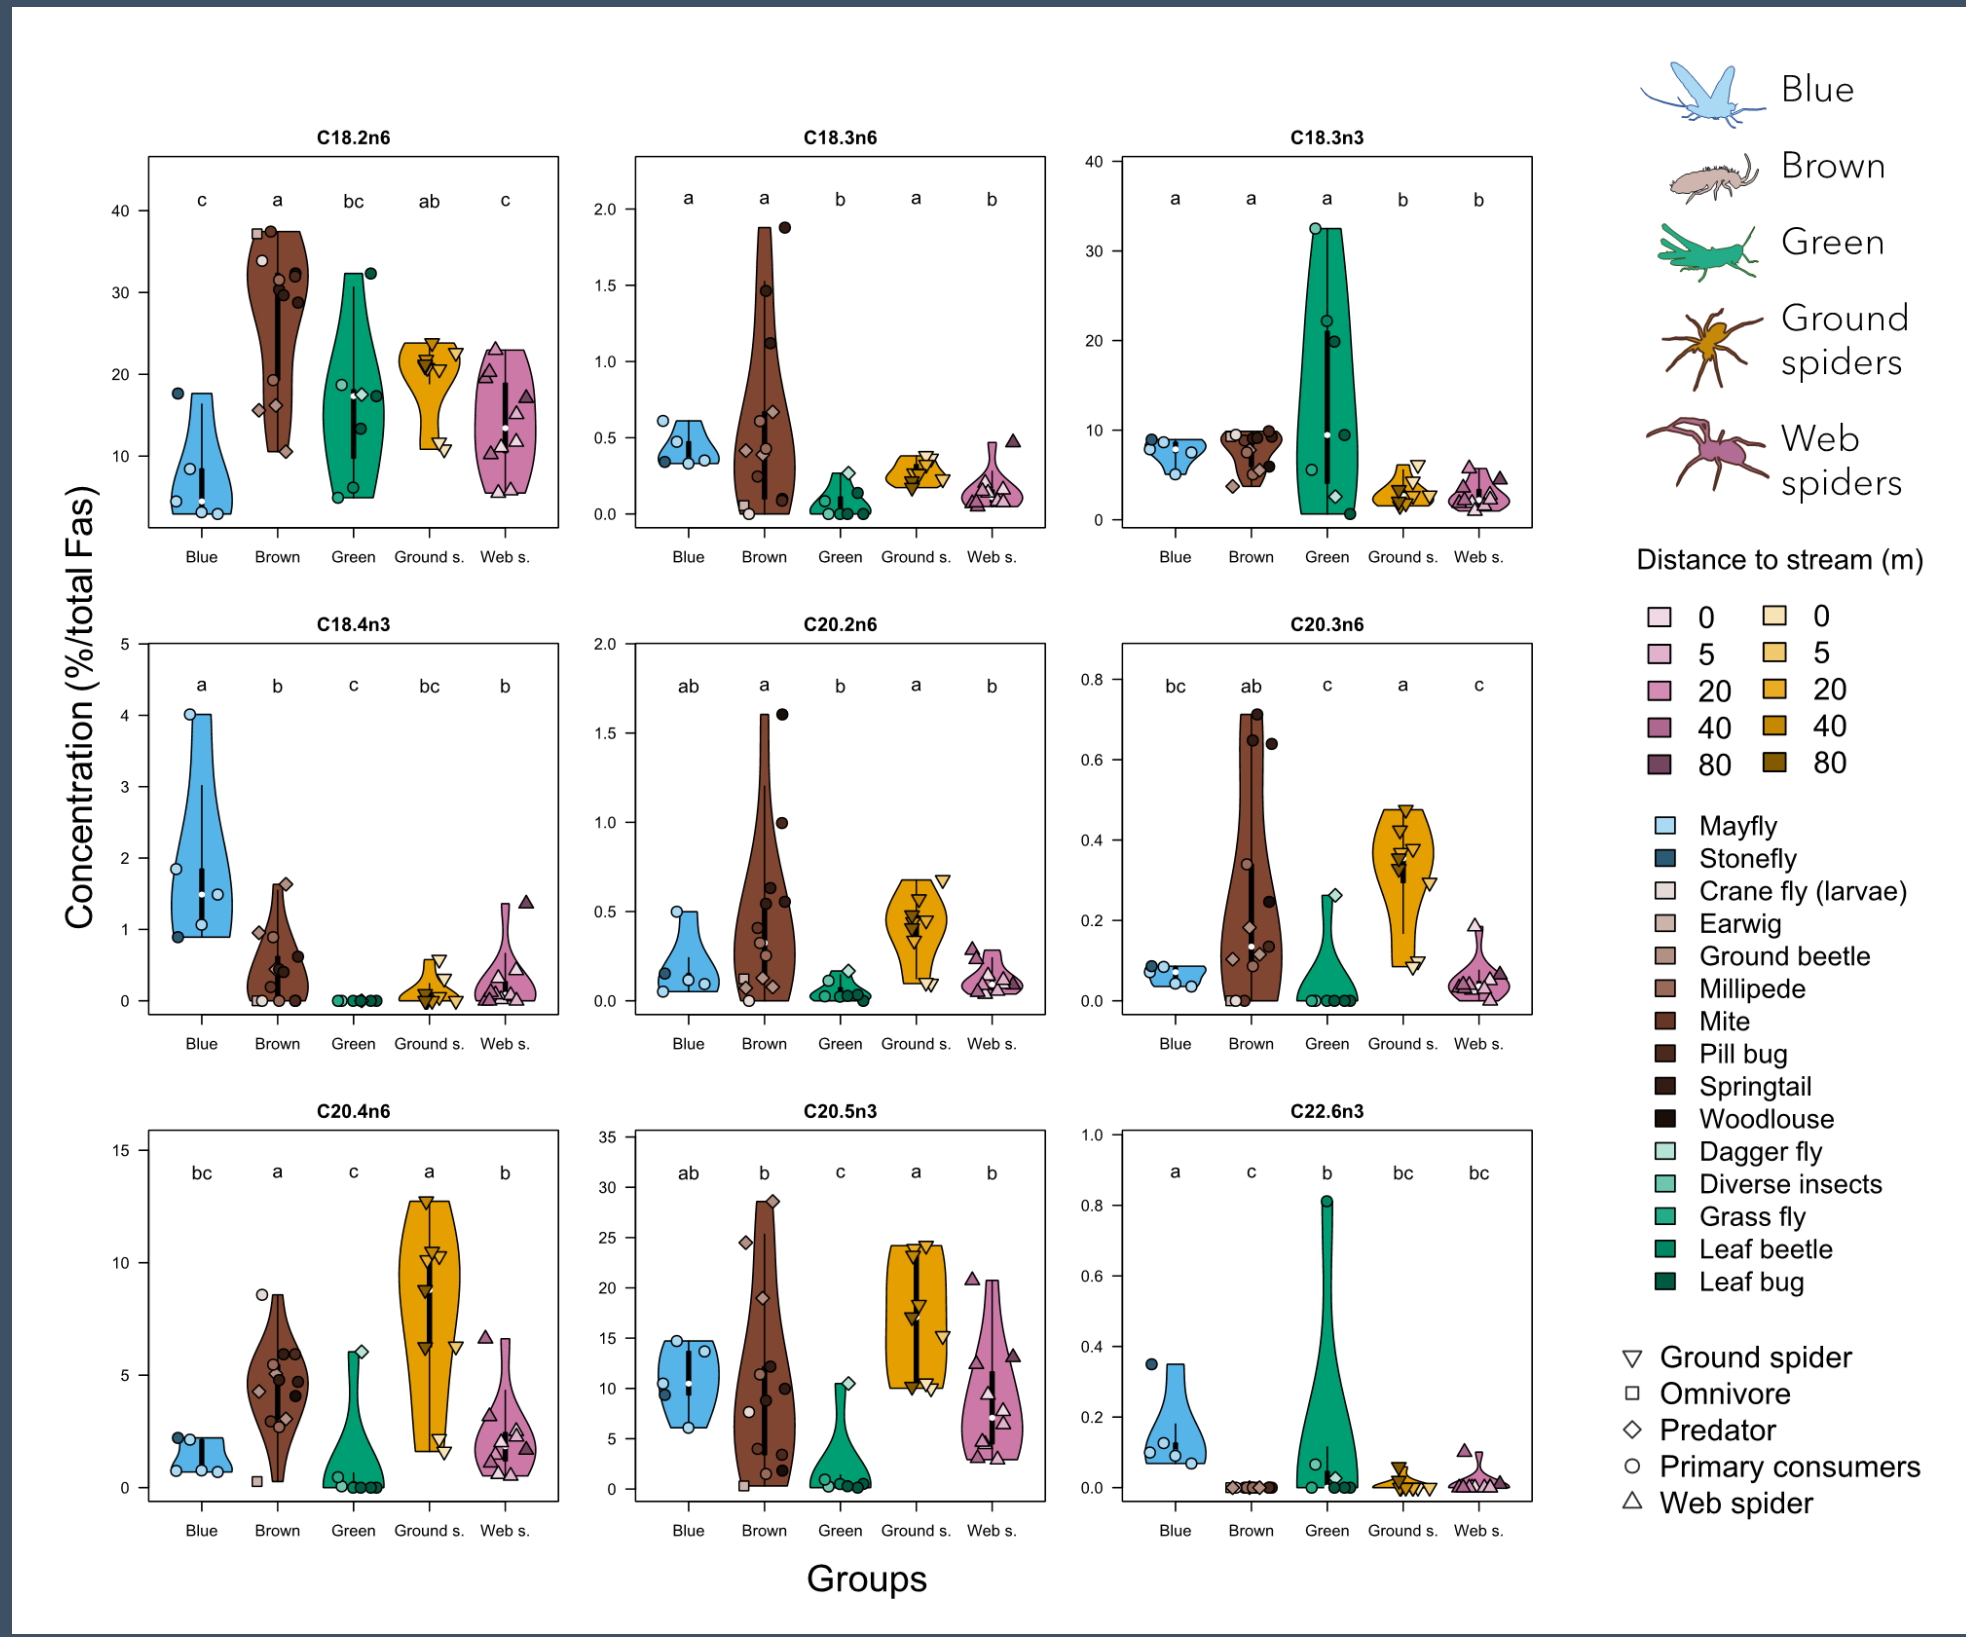 C18.2n6
c a bc ab c
40
30
20
10
Blue Brown Green Ground s. Web s.
C18.3n6
a a b a b
2.0
1.5
1.0
0.5
0.0
Blue Brown Green Ground s. Web s.
C18.3n3
a a a b b
40
30
20
10
0
Blue Brown Green Ground s. Web s.
C18.4n3
a b c bc b
5
4
3
2
1
0
Blue Brown Green Ground s. Web s.
C20.2n6
ab a b a b
2.0
1.5
1.0
0.5
0.0
Blue Brown Green Ground s. Web s.
C20.3n6
bc ab c a c
0.8
0.6
0.4
0.2
0.0
Blue Brown Green Ground s. Web s.
C20.4n6
bc a c a b
15
10
5
0
Blue Brown Green Ground s. Web s.
C20.5n3
ab b c a b
35
30
25
20
15
10
5
0
Blue Brown Green Ground s. Web s.
C22.6n3
a c b bc bc
1.0
0.8
0.6
0.4
0.2
0.0
Blue Brown Green Ground s. Web s.
Concentration (%/total Fas)
Groups
Blue
Brown
Green
Ground
spiders
Web
spiders
Distance to stream (m)
0 0
5 5
20 20
40 40
80 80
Mayfly
Stonefly
Crane fly (larvae)
Earwig
Ground beetle
Millipede
Mite
Pill bug
Springtail
Woodlouse
Dagger fly
Diverse insects
Grass fly
Leaf beetle
Leaf bug
Ground spider
Omnivore
Predator
Primary consumers
Web spider